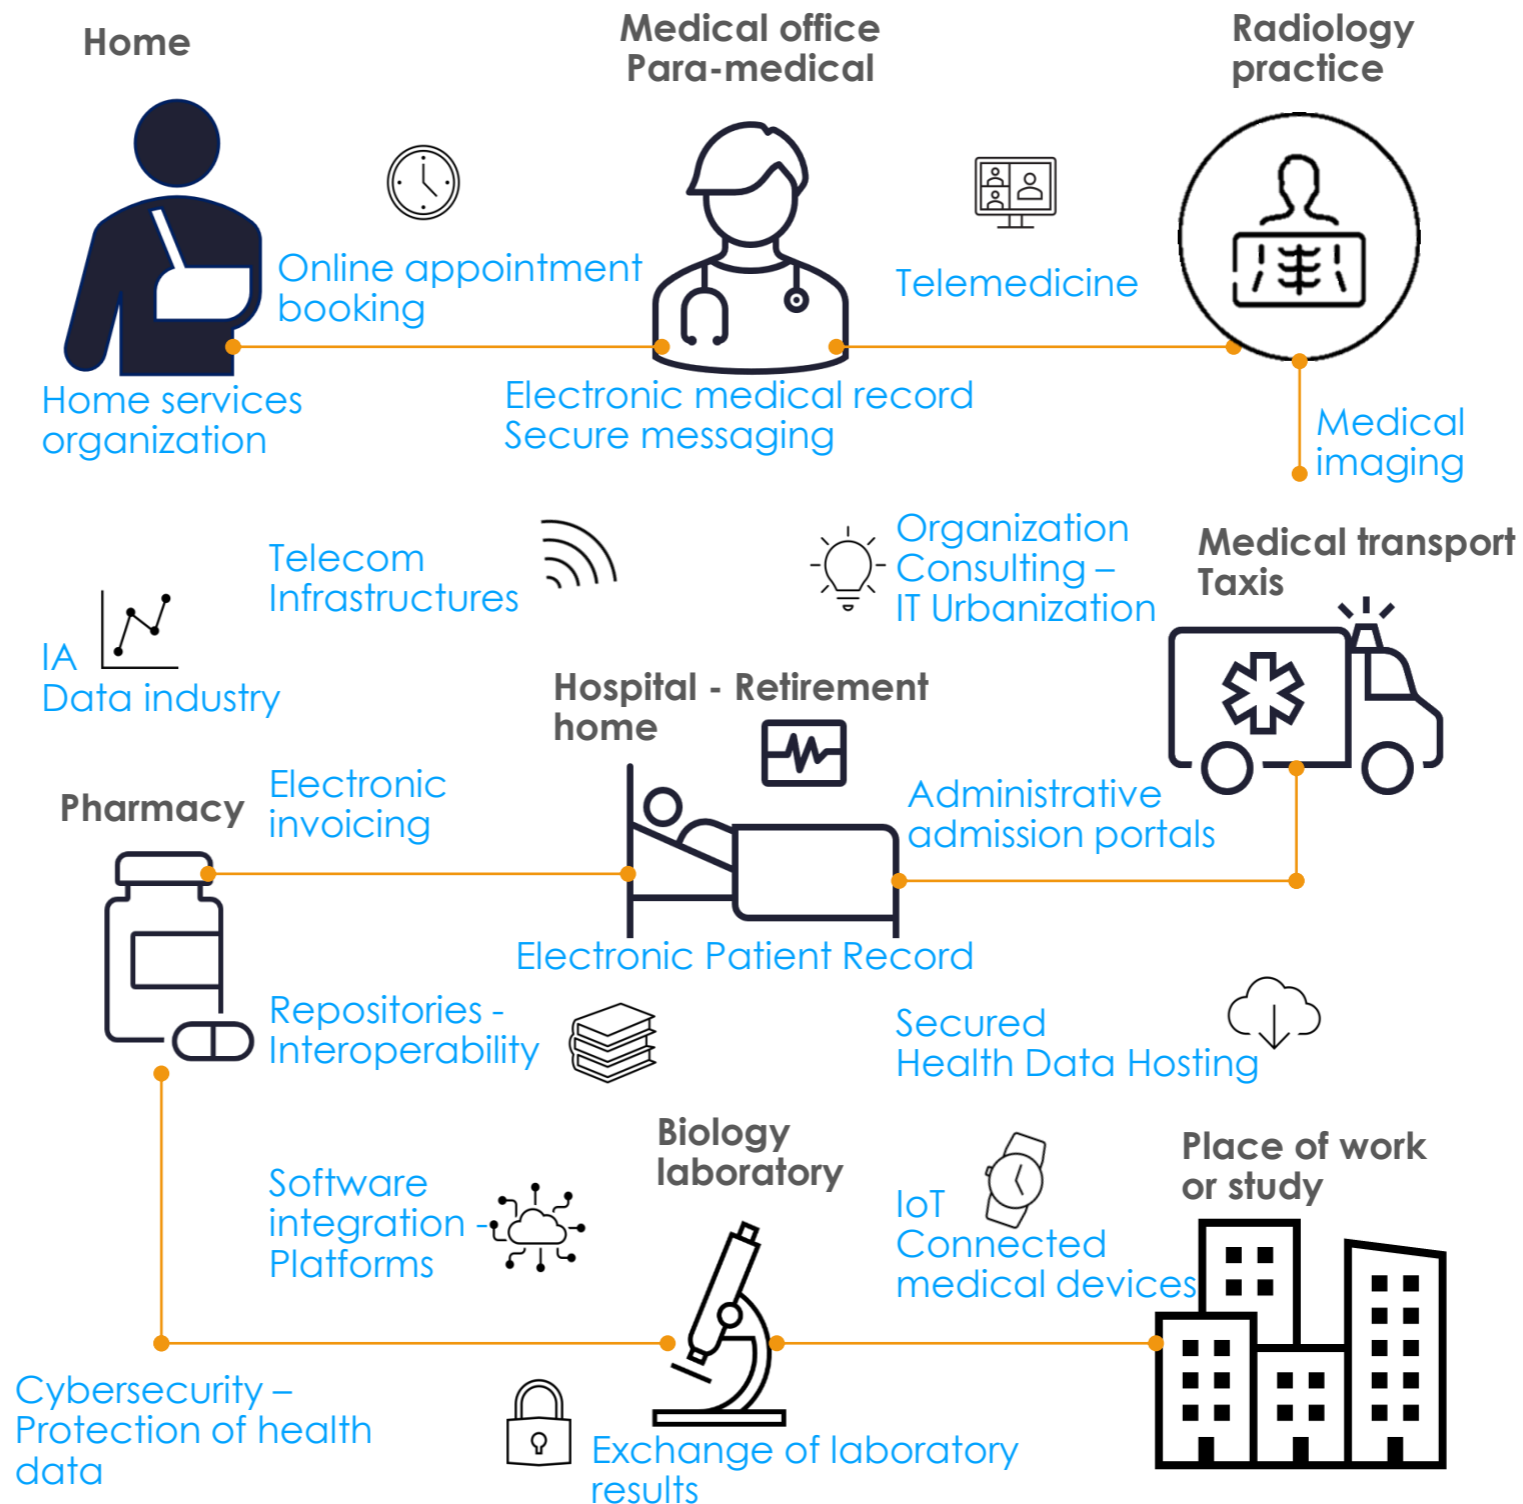 Home
Medical office
Para-medical
Radiology
practice
Online appointment
booking
Telemedicine
Home services
organization
Electronic medical record
Secure messaging
Medical
imaging
Telecom
Infrastructures
Organization
Consulting –
IT Urbanization
Medical transport
Taxis
IA
Data industry
Hospital - Retirement
home
Pharmacy
Electronic
invoicing
Administrative
admission portals
Electronic Patient Record
Repositories -
Interoperability
Secured
Health Data Hosting
Biology
laboratory
Place of work
or study
Software
integration -
Platforms
IoT
Connected
medical devices
Cybersecurity –
Protection of health
data
Exchange of laboratory
results